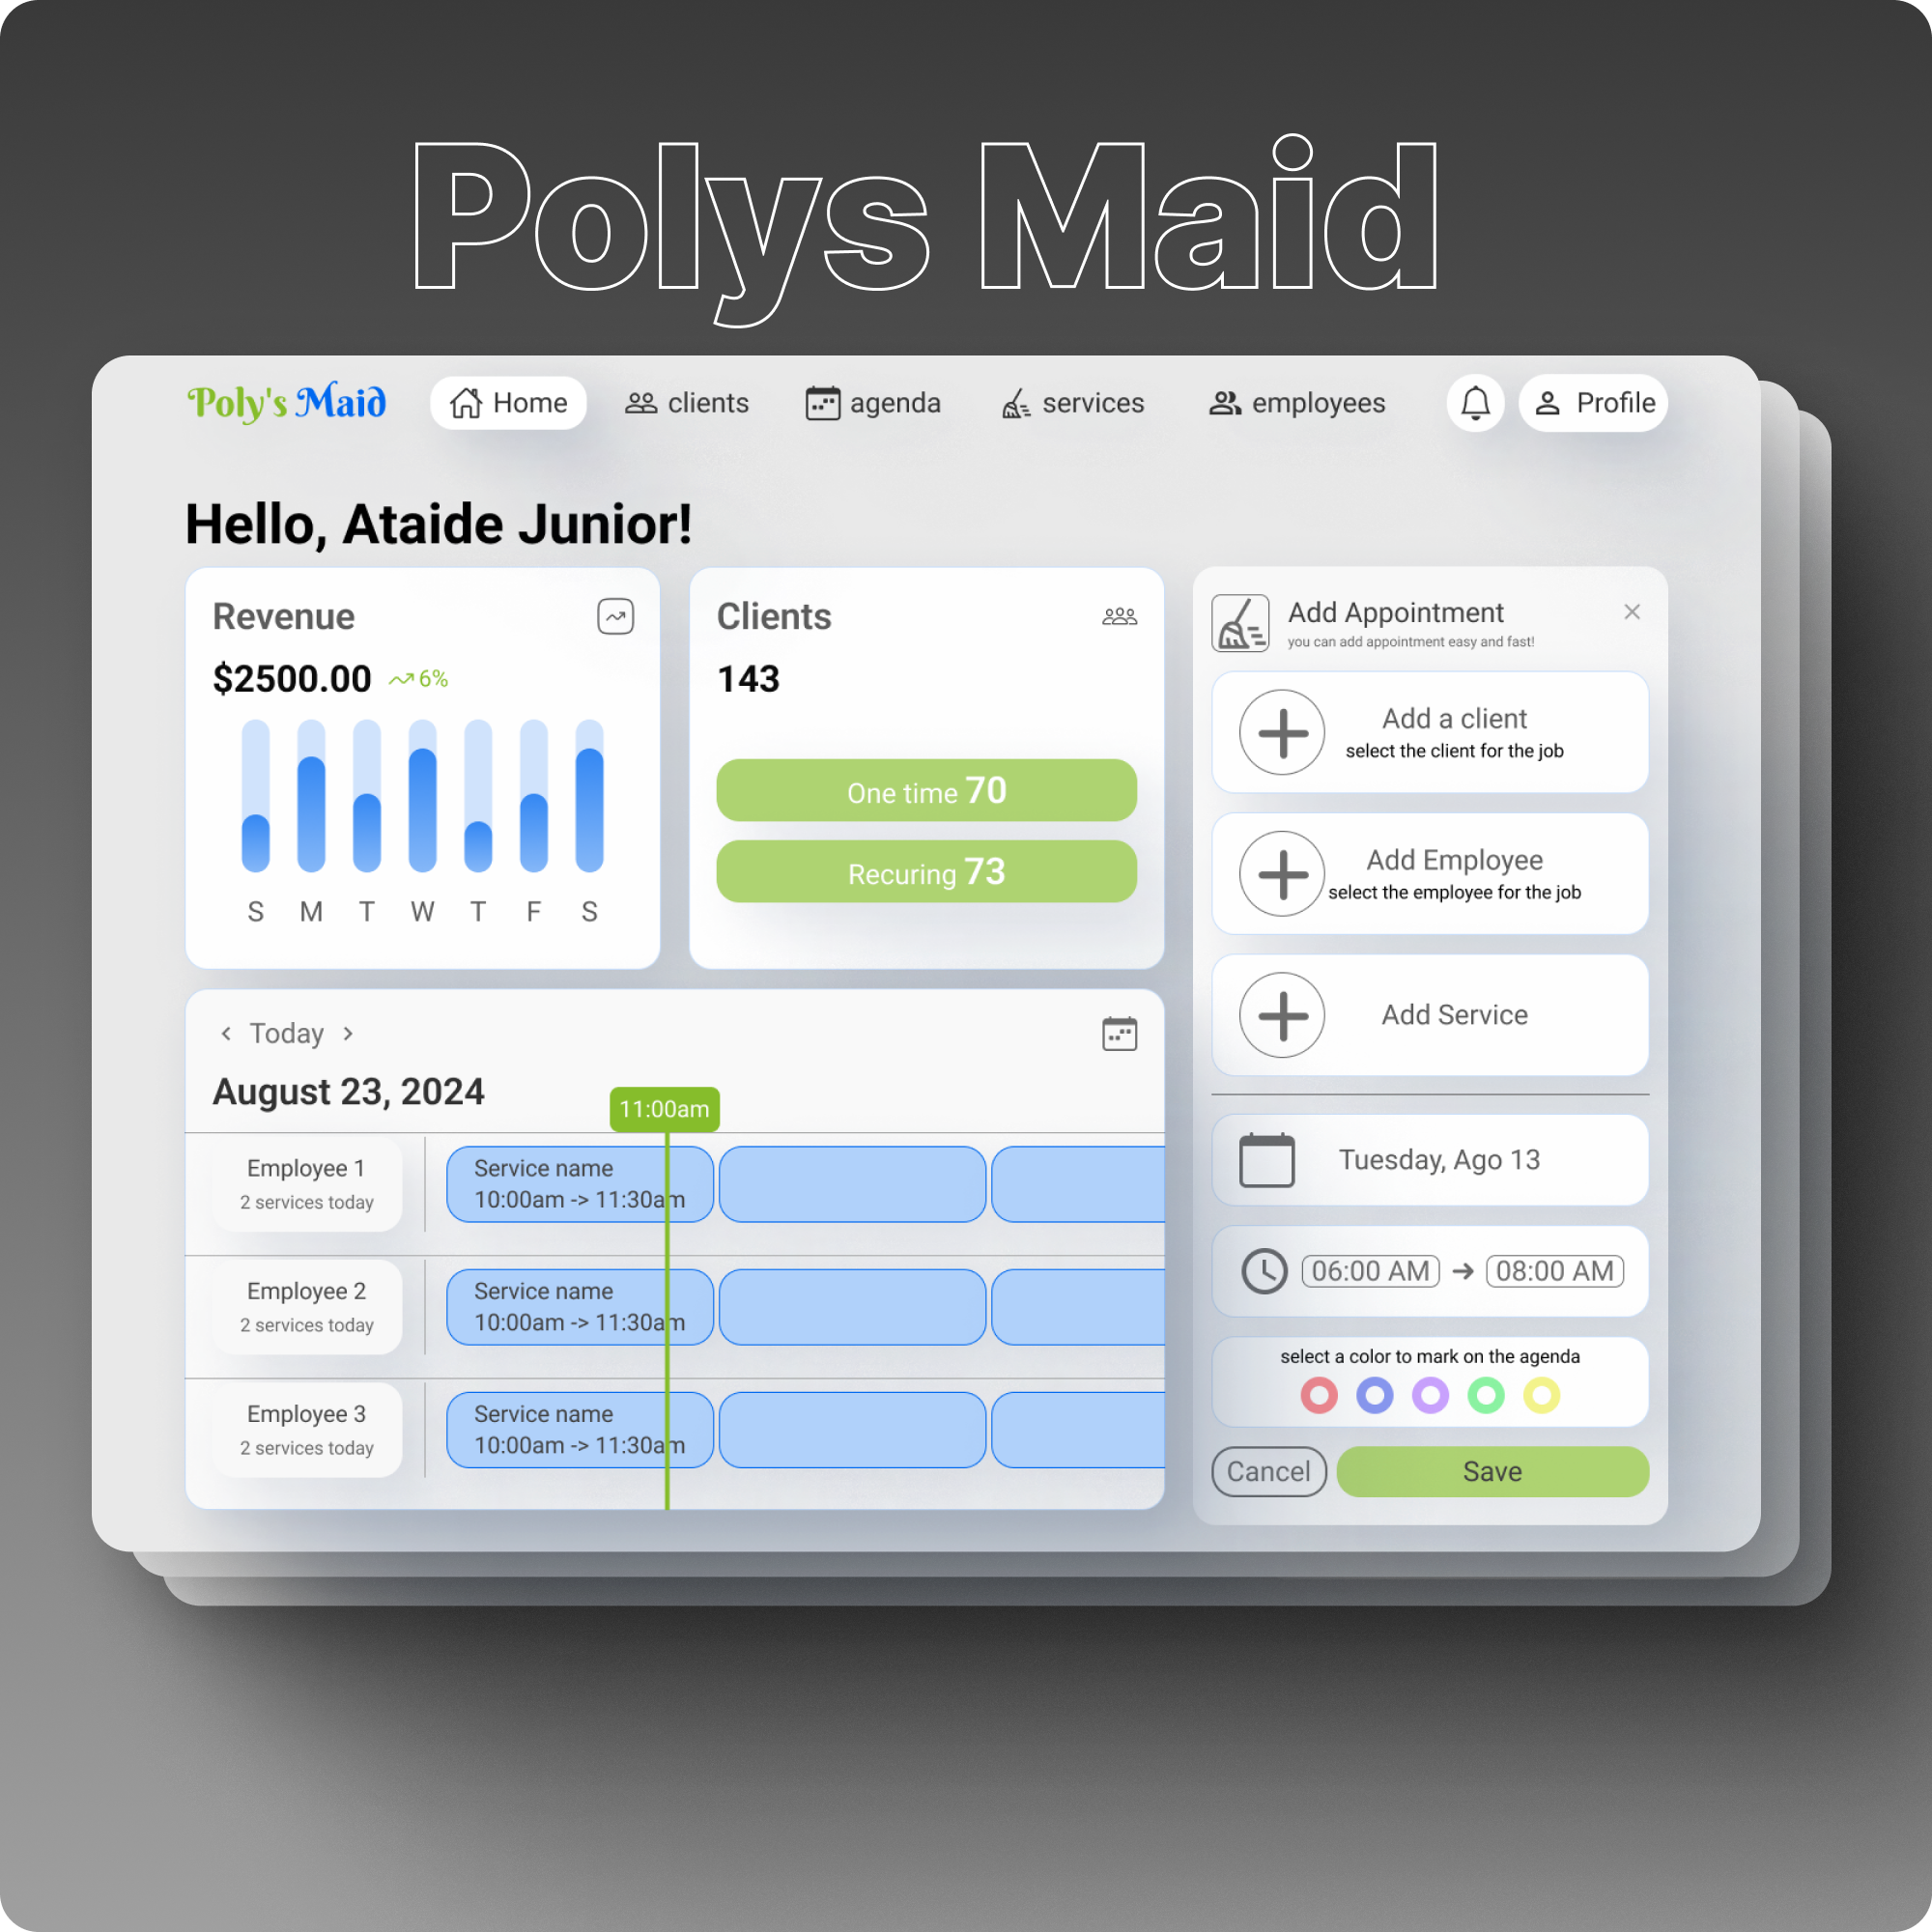 Polys Maid
Poly's Maid
Home
clients
agenda
services
employees
Profile
Hello, Ataide Junior!
Revenue
$2500.00 6%
S M T W T F S
Clients
143
One time 70
Recuring 73
< Today >
August 23, 2024
11:00am
Employee 1
2 services today
Service name
10:00am -> 11:30am
Employee 2
2 services today
Service name
10:00am -> 11:30am
Employee 3
2 services today
Service name
10:00am -> 11:30am
Add Appointment
you can add appointment easy and fast!
Add a client
select the client for the job
Add Employee
select the employee for the job
Add Service
Tuesday, Ago 13
06:00 AM → 08:00 AM
select a color to mark on the agenda
Cancel
Save